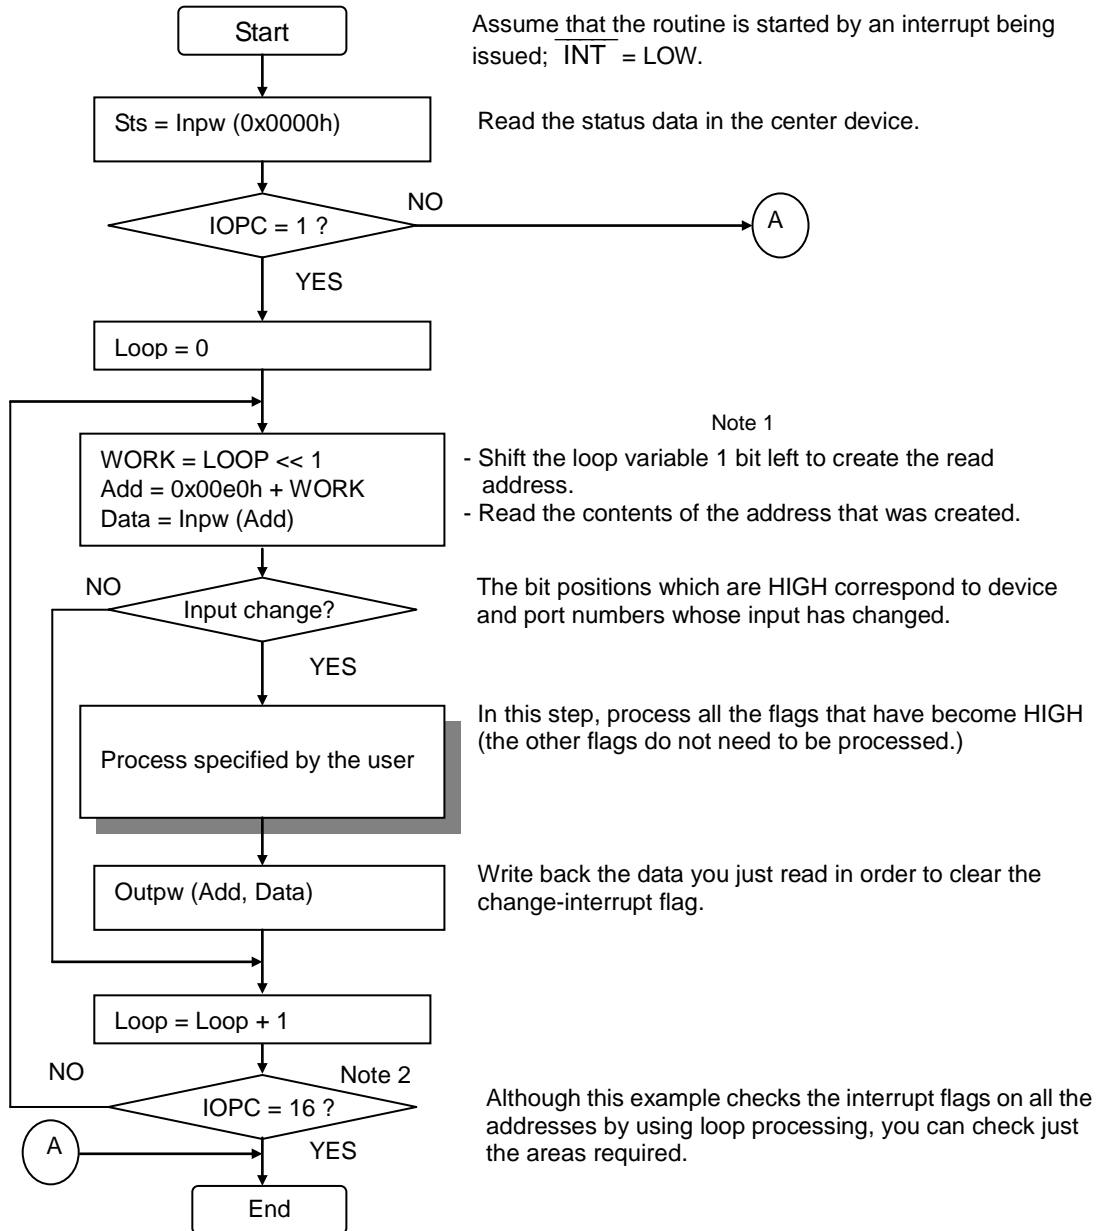 Start
Assume that the routine is started by an interrupt being
issued; INT = LOW.
Sts = Inpw (0x0000h)
Read the status data in the center device.
NO
IOPC = 1 ?
A
YES
Loop = 0
Note 1
WORK = LOOP << 1
Add = 0x00e0h + WORK
Data = Inpw (Add)
- Shift the loop variable 1 bit left to create the read
address.
- Read the contents of the address that was created.
NO
Input change?
The bit positions which are HIGH correspond to device
and port numbers whose input has changed.
YES
Process specified by the user
In this step, process all the flags that have become HIGH
(the other flags do not need to be processed.)
Outpw (Add, Data)
Write back the data you just read in order to clear the
change-interrupt flag.
Loop = Loop + 1
NO
Note 2
IOPC = 16 ?
Although this example checks the interrupt flags on all the
addresses by using loop processing, you can check just
the areas required.
A
YES
End